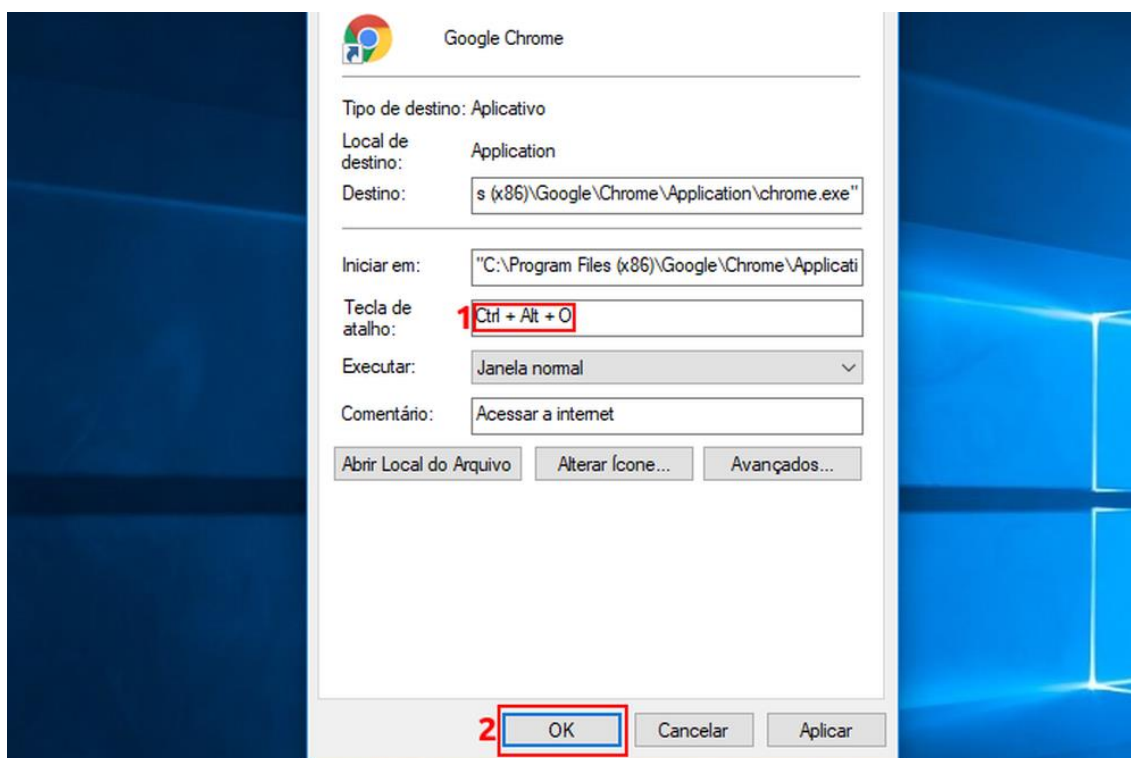 Google Chrome
Tipo de destino: Aplicativo
Local de destino: Application
Destino: s (x86)\Google\Chrome\Application\chrome.exe"
Iniciar em: "C:\Program Files (x86)\Google\Chrome\Applicati
Tecla de atalho: 1 Ctrl + Alt + O
Executar: Janela normal
Comentário: Acessar a internet
Abrir Local do Arquivo Alterar Ícone... Avançados...
2 OK Cancelar Aplicar